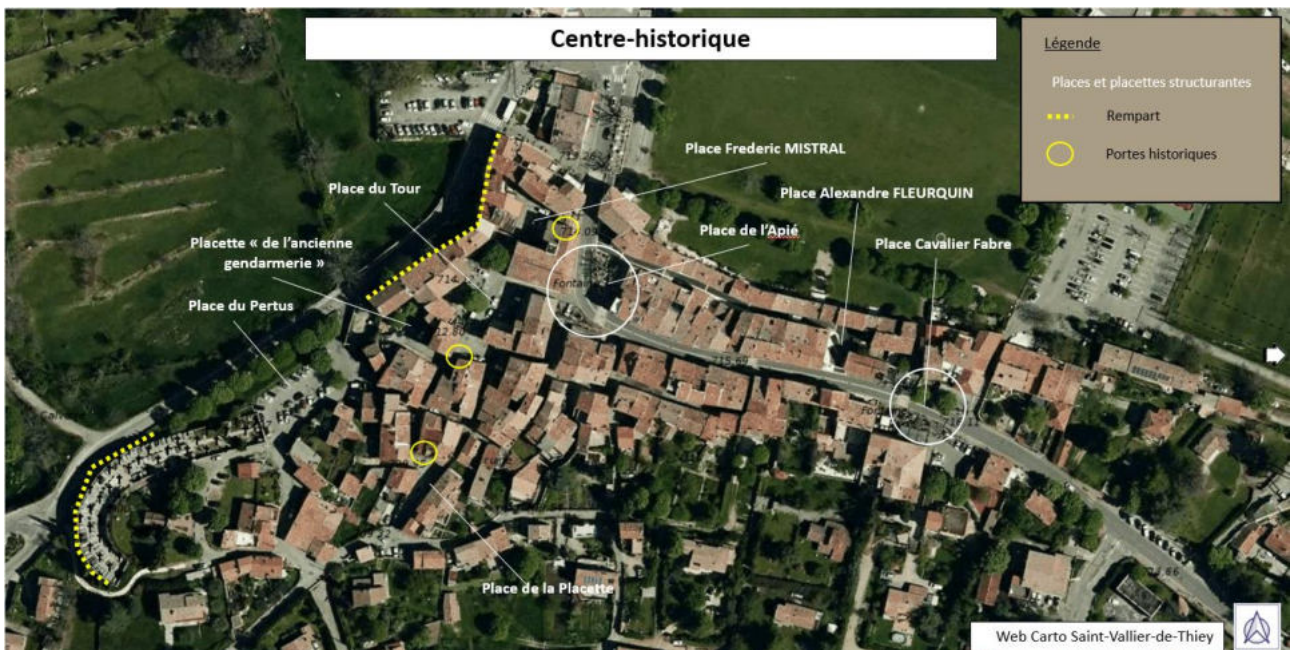 Centre-historique
Légende
Places et placettes structurantes
Rempart
Portes historiques
Place Frederic MISTRAL
Place du Tour
Place Alexandre FLEURQUIN
Place de l'Apié
Place Cavalier Fabre
Placette « de l'ancienne
gendarmerie »
Place du Pertus
Place de la Placette
Web Carto Saint-Vallier-de-Thiey